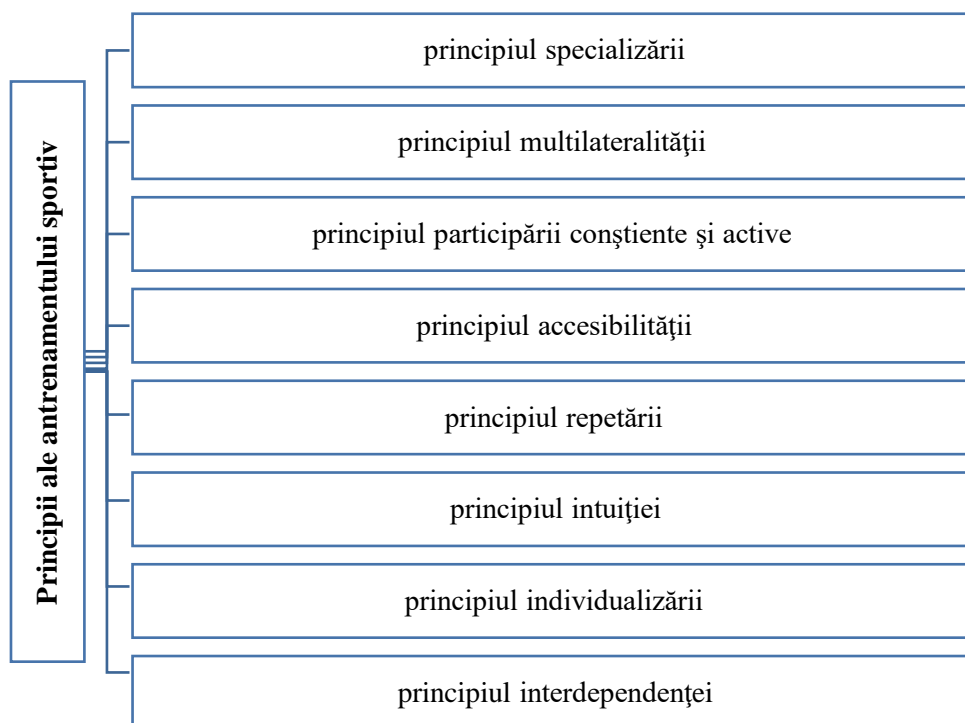 Principii ale antrenamentului sportiv
principiul specializării
principiul multilateralităţii
principiul participării conştiente şi active
principiul accesibilităţii
principiul repetării
principiul intuiţiei
principiul individualizării
principiul interdependenţei